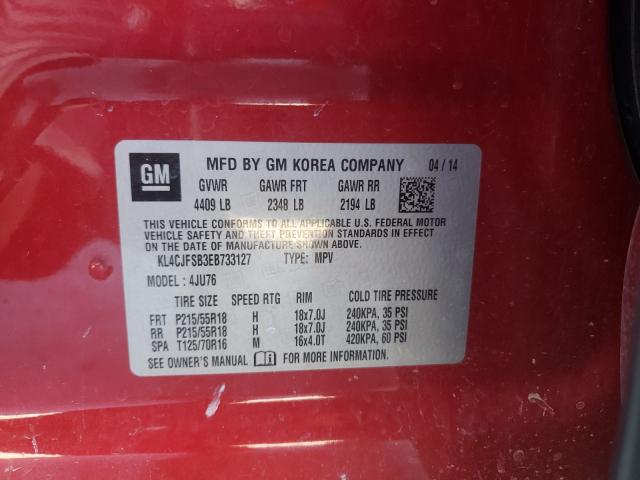 GM MFD BY GM KOREA COMPANY 04 / 14
GVWR GAWR FRT GAWR RR
4409 LB 2348 LB 2194 LB
THIS VEHICLE CONFORMS TO ALL APPLICABLE U.S. FEDERAL MOTOR
VEHICLE SAFETY AND THEFT PREVENTION STANDARDS IN EFFECT
ON THE DATE OF MANUFACTURE SHOWN ABOVE.
KL4CJFSB3EB733127 TYPE: MPV
MODEL : 4JU76
TIRE SIZE SPEED RTG RIM COLD TIRE PRESSURE
FRT P215/55R18 H 18x7.0J 240KPA, 35 PSI
RR P215/55R18 H 18x7.0J 240KPA, 35 PSI
SPA T125/70R16 M 16x4.0T 420KPA, 60 PSI
SEE OWNER'S MANUAL FOR MORE INFORMATION.